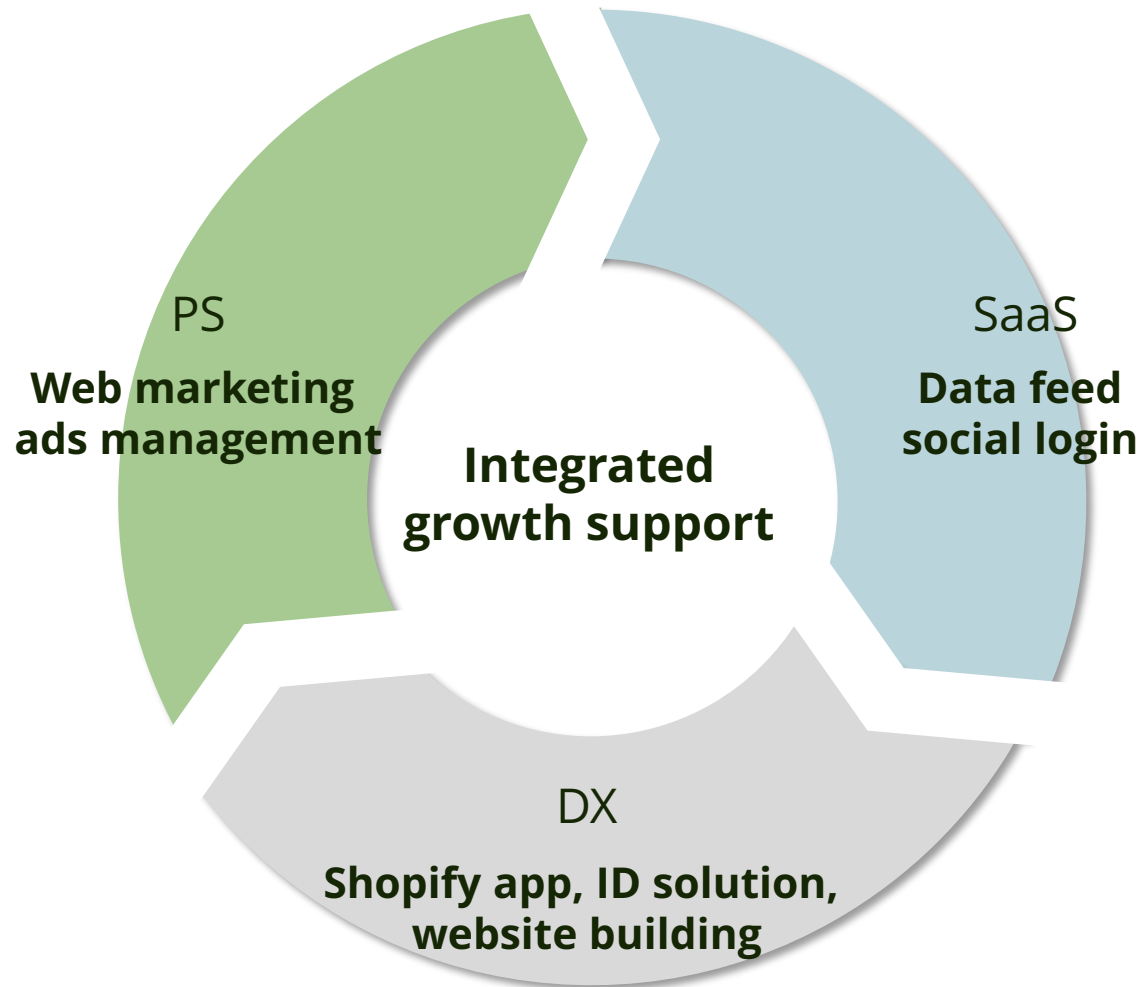 PS
Web marketing
ads management
SaaS
Data feed
social login
Integrated
growth support
DX
Shopify app, ID solution,
website building